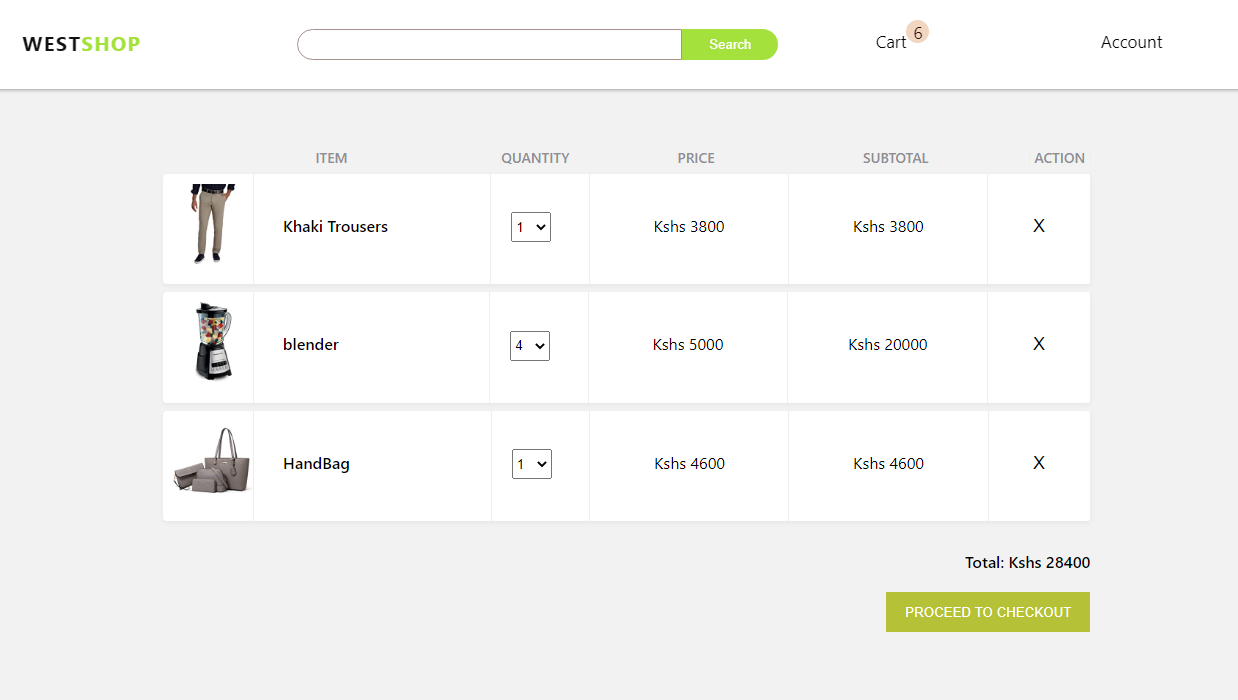 WESTSHOP Search Cart 6 Account
ITEM QUANTITY PRICE SUBTOTAL ACTION
Khaki Trousers 1 Kshs 3800 Kshs 3800 X
blender 4 Kshs 5000 Kshs 20000 X
HandBag 1 Kshs 4600 Kshs 4600 X
Total: Kshs 28400
PROCEED TO CHECKOUT